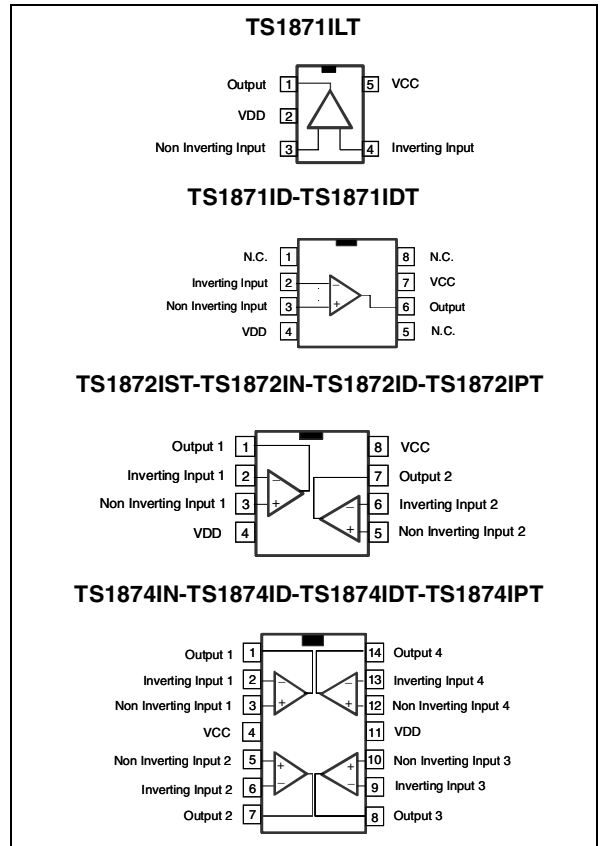 TS1871ILT
Output 1 5 VCC
VDD 2
Non Inverting Input 3 4 Inverting Input
TS1871ID-TS1871IDT
N.C. 1 8 N.C.
Inverting Input 2 _ 7 VCC
Non Inverting Input 3 + 6 Output
VDD 4 5 N.C.
TS1872IST-TS1872IN-TS1872ID-TS1872IPT
Output 1 1 8 VCC
Inverting Input 1 2 _ 7 Output 2
Non Inverting Input 1 3 + _ 6 Inverting Input 2
VDD 4 + 5 Non Inverting Input 2
TS1874IN-TS1874ID-TS1874IDT-TS1874IPT
Output 1 1 14 Output 4
Inverting Input 1 2 _ _ 13 Inverting Input 4
Non Inverting Input 1 3 + + 12 Non Inverting Input 4
VCC 4 11 VDD
Non Inverting Input 2 5 + + 10 Non Inverting Input 3
Inverting Input 2 6 _ _ 9 Inverting Input 3
Output 2 7 8 Output 3